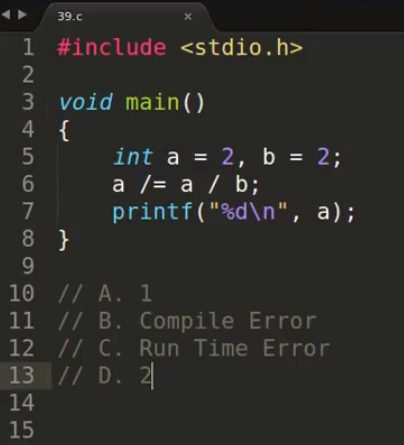 39.c ×
1 #include <stdio.h>
2
3 void main()
4 {
5     int a = 2, b = 2;
6     a /= a / b;
7     printf("%d\n", a);
8 }
9
10 // A. 1
11 // B. Compile Error
12 // C. Run Time Error
13 // D. 2
14
15